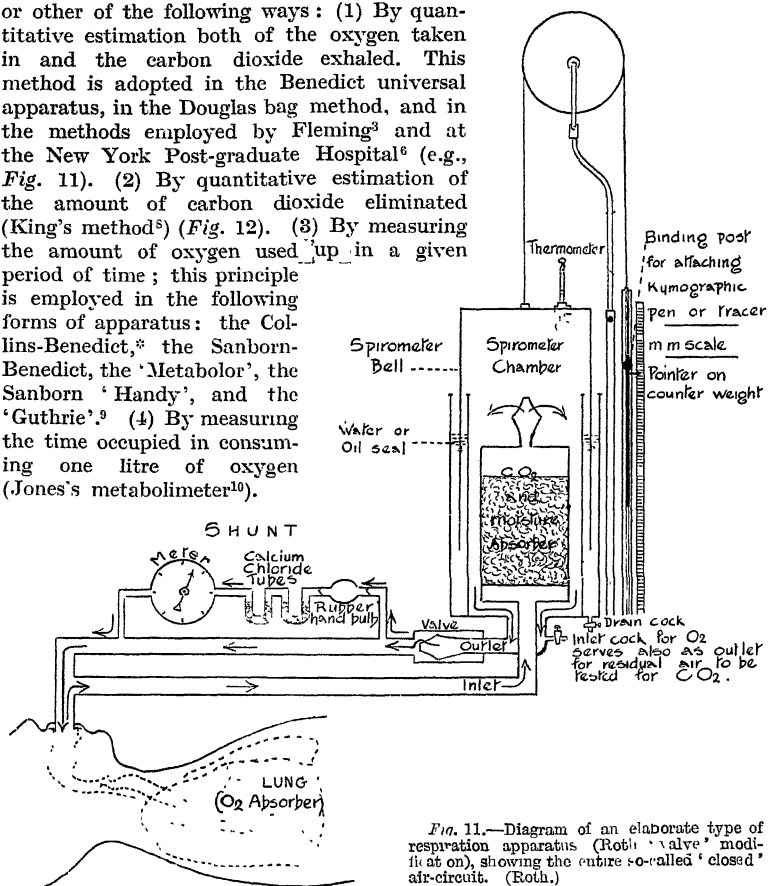 or other of the following ways : (1) By quan-
titative estimation both of the oxygen taken
in and the carbon dioxide exhaled. This
method is adopted in the Benedict universal
apparatus, in the Douglas bag method, and in
the methods employed by Fleming³ and at
the New York Post-graduate Hospital⁶ (e.g.,
Fig. 11). (2) By quantitative estimation of
the amount of carbon dioxide eliminated
(King's method⁸) (Fig. 12). (3) By measuring
the amount of oxygen used up in a given
period of time ; this principle
is employed in the following
forms of apparatus : the Col-
lins-Benedict,* the Sanborn-
Benedict, the 'Metabolor', the
Sanborn 'Handy', and the
'Guthrie'.⁹ (4) By measuring
the time occupied in consum-
ing one litre of oxygen
(Jones's metabolimeter¹⁰).
Thermometer
Binding post
for attaching
Kymographic
pen or tracer
m m scale
Pointer on
counter weight
Spirometer
Bell
Spirometer
Chamber
Water or
Oil seal
CO₂
and
moisture
Absorber
SHUNT
Meter
Calcium
Chloride
Tubes
Rubber
hand bulb
Valve
Outlet
Inlet
Drain cock
Inlet cock for O₂
serves also as outlet
for residual air to be
tested for CO₂.
LUNG
(O₂ Absorber)
Fig. 11.—Diagram of an elaborate type of
respiration apparatus (Roth 'valve' modi-
fication), showing the entire so-called 'closed'
air-circuit. (Roth.)